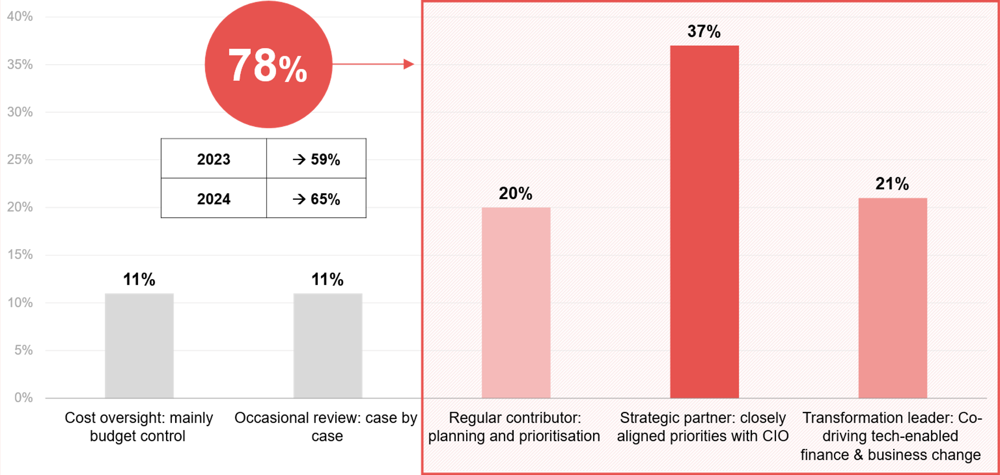 40%
35%
30%
25%
20%
15%
10%
5%
0%
78%
2023 → 59%
2024 → 65%
11%
11%
20%
37%
21%
Cost oversight: mainly
budget control
Occasional review: case by
case
Regular contributor:
planning and prioritisation
Strategic partner: closely
aligned priorities with CIO
Transformation leader: Co-
driving tech-enabled
finance & business change